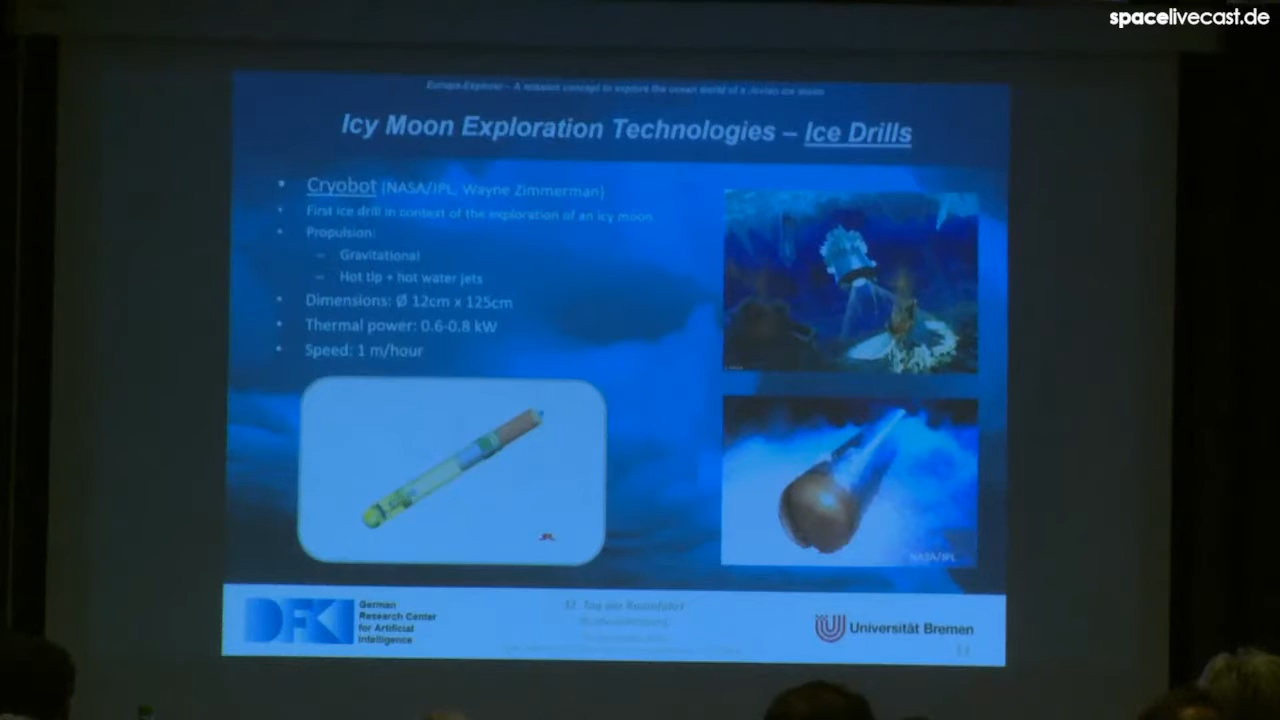 spacelivecast.de
Europa-Explorer – A mission concept to explore the ocean world of a Jovian ice moon
Icy Moon Exploration Technologies – Ice Drills
• Cryobot (NASA/JPL, Wayne Zimmerman)
• First ice drill in context of the exploration of an icy moon
• Propulsion:
– Gravitational
– Hot tip + hot water jets
• Dimensions: Ø 12cm x 125cm
• Thermal power: 0.6-0.8 kW
• Speed: 1 m/hour
JPL
NASA/JPL
DFKI
German
Research Center
for Artificial
Intelligence
Tag der Raumfahrt
Universität Bremen